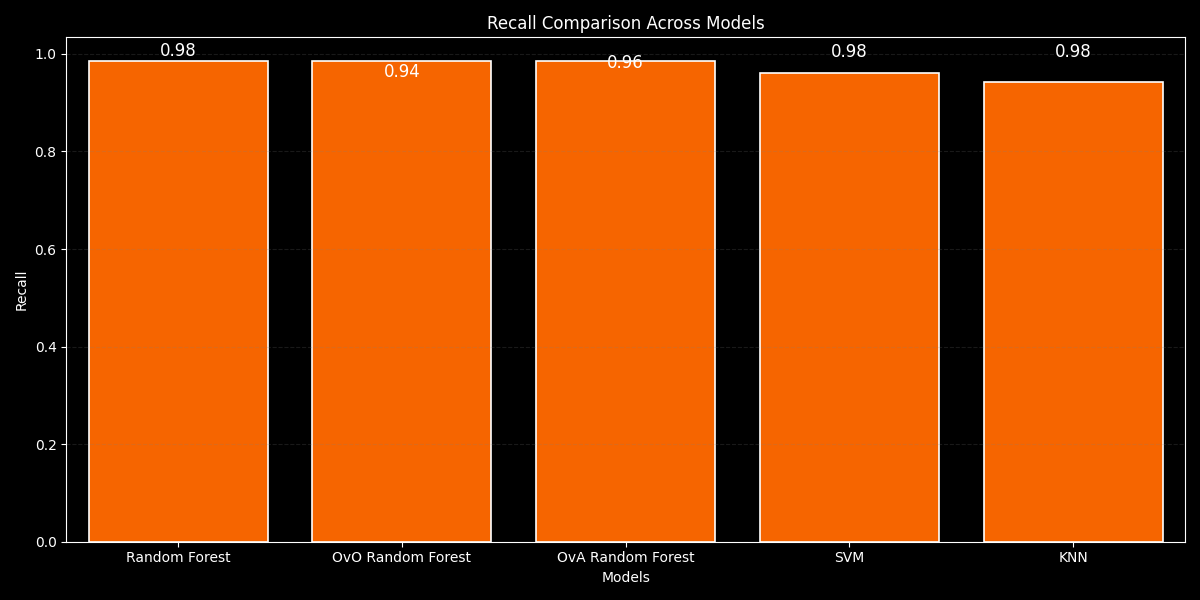 Recall Comparison Across Models
Recall
1.0
0.8
0.6
0.4
0.2
0.0
0.98
0.94
0.96
0.98
0.98
Random Forest
OvO Random Forest
OvA Random Forest
SVM
KNN
Models